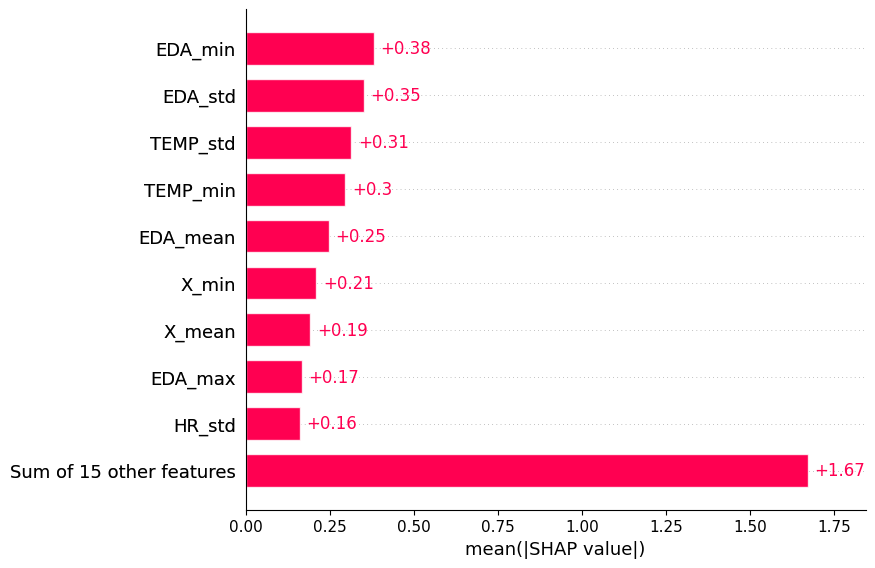 EDA_min +0.38
EDA_std +0.35
TEMP_std +0.31
TEMP_min +0.3
EDA_mean +0.25
X_min +0.21
X_mean +0.19
EDA_max +0.17
HR_std +0.16
Sum of 15 other features +1.67
0.00 0.25 0.50 0.75 1.00 1.25 1.50 1.75
mean(|SHAP value|)